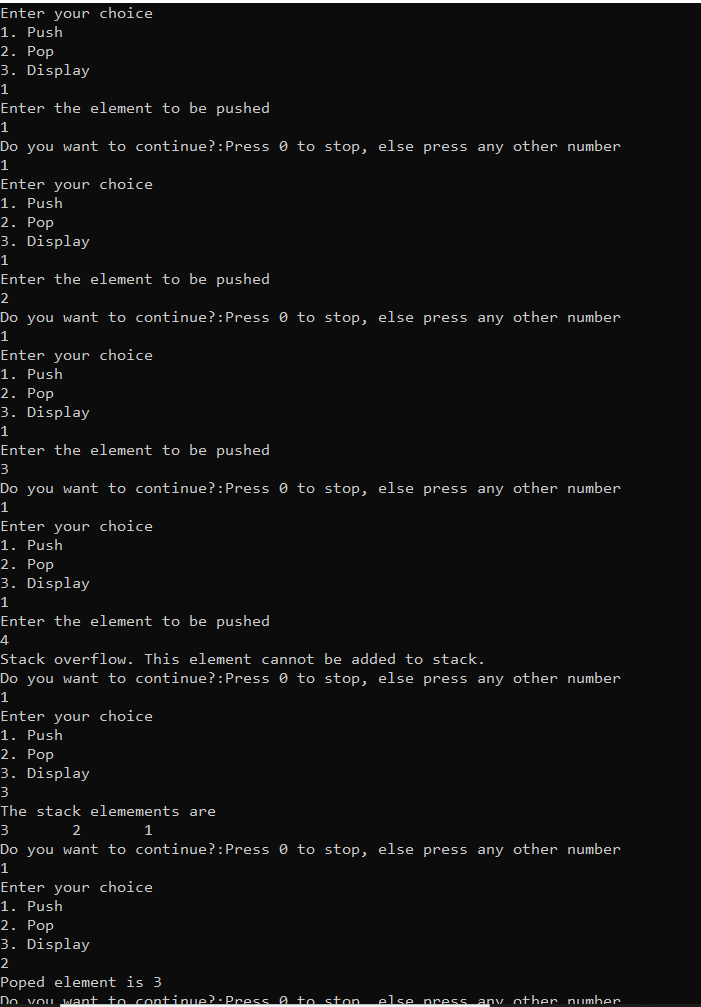 Enter your choice
1. Push
2. Pop
3. Display
1
Enter the element to be pushed
1
Do you want to continue?:Press 0 to stop, else press any other number
1
Enter your choice
1. Push
2. Pop
3. Display
1
Enter the element to be pushed
2
Do you want to continue?:Press 0 to stop, else press any other number
1
Enter your choice
1. Push
2. Pop
3. Display
1
Enter the element to be pushed
3
Do you want to continue?:Press 0 to stop, else press any other number
1
Enter your choice
1. Push
2. Pop
3. Display
1
Enter the element to be pushed
4
Stack overflow. This element cannot be added to stack.
Do you want to continue?:Press 0 to stop, else press any other number
1
Enter your choice
1. Push
2. Pop
3. Display
3
The stack elemements are
3 2 1
Do you want to continue?:Press 0 to stop, else press any other number
1
Enter your choice
1. Push
2. Pop
3. Display
2
Poped element is 3
Do you want to continue?:Press 0 to stop, else press any other number